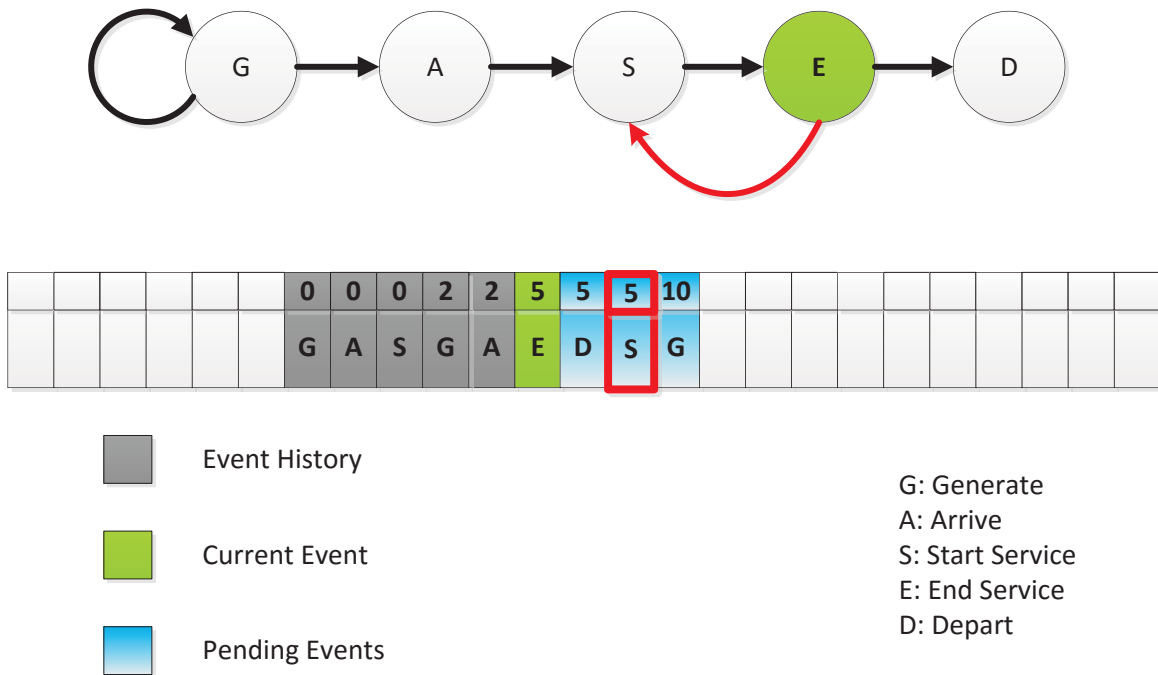 G A S E D
0 0 0 2 2 5 5 5 10
G A S G A E D S G
Event History
Current Event
Pending Events
G: Generate
A: Arrive
S: Start Service
E: End Service
D: Depart